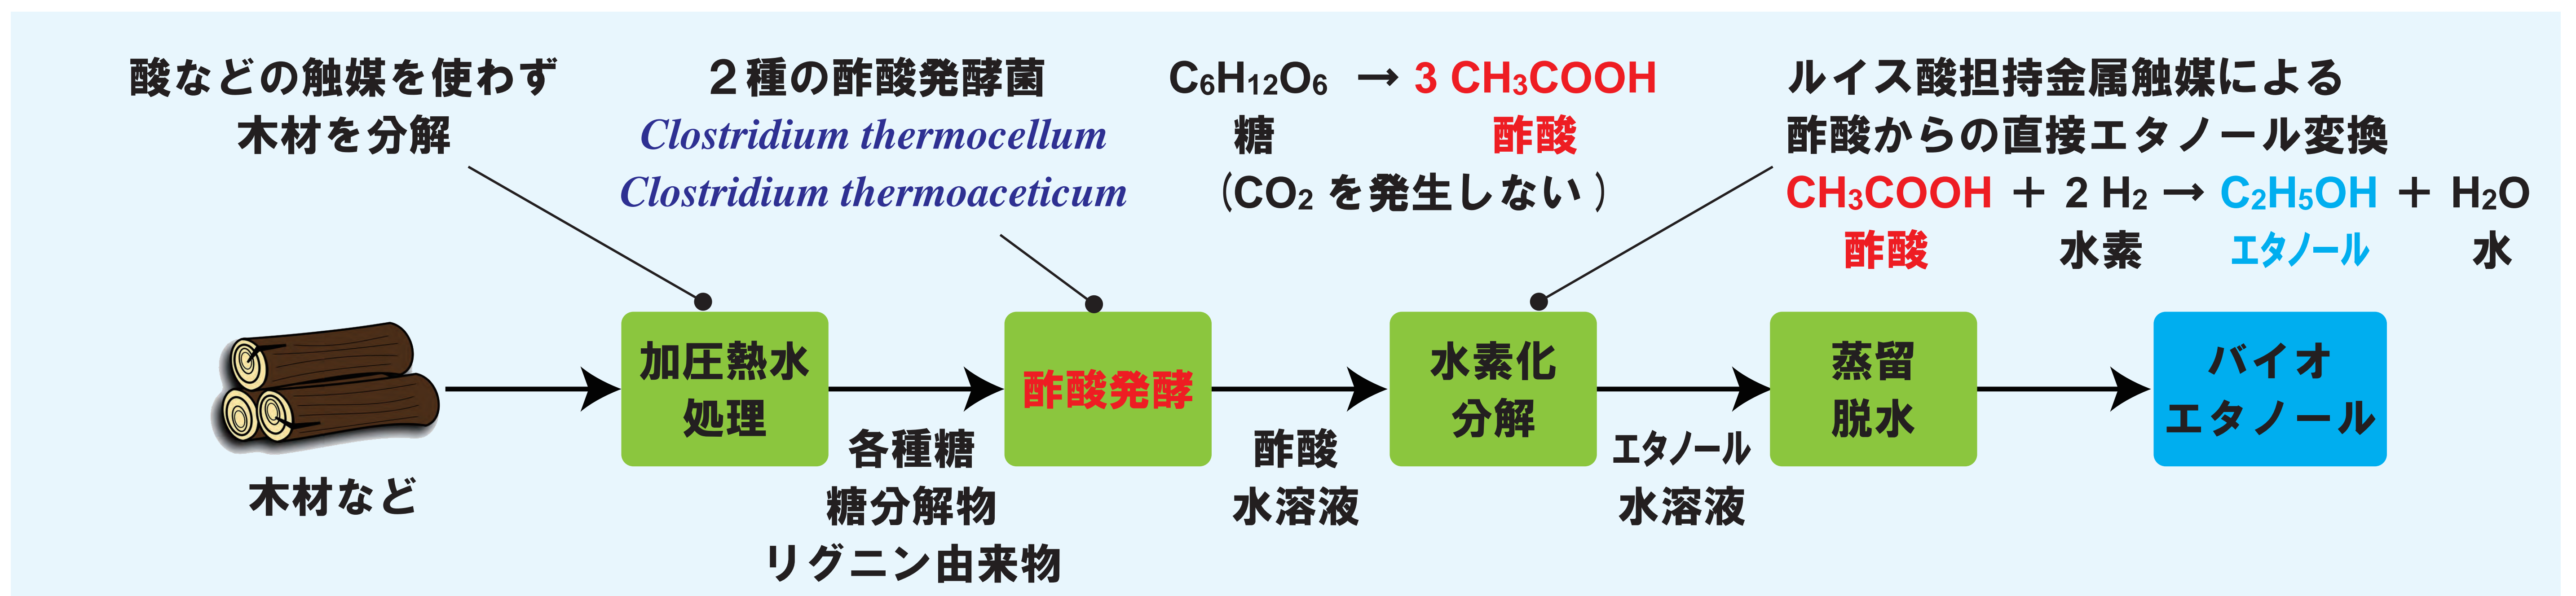 酸などの触媒を使わず
木材を分解
２種の酢酸発酵菌
Clostridium thermocellum
Clostridium thermoaceticum
C6H12O6 → 3 CH3COOH
糖 酢酸
(CO2 を発生しない )
ルイス酸担持金属触媒による
酢酸からの直接エタノール変換
CH3COOH + 2 H2 → C2H5OH + H2O
酢酸 水素 エタノール 水
木材など
加圧熱水
処理
各種糖
糖分解物
リグニン由来物
酢酸発酵
酢酸
水溶液
水素化
分解
エタノール
水溶液
蒸留
脱水
バイオ
エタノール